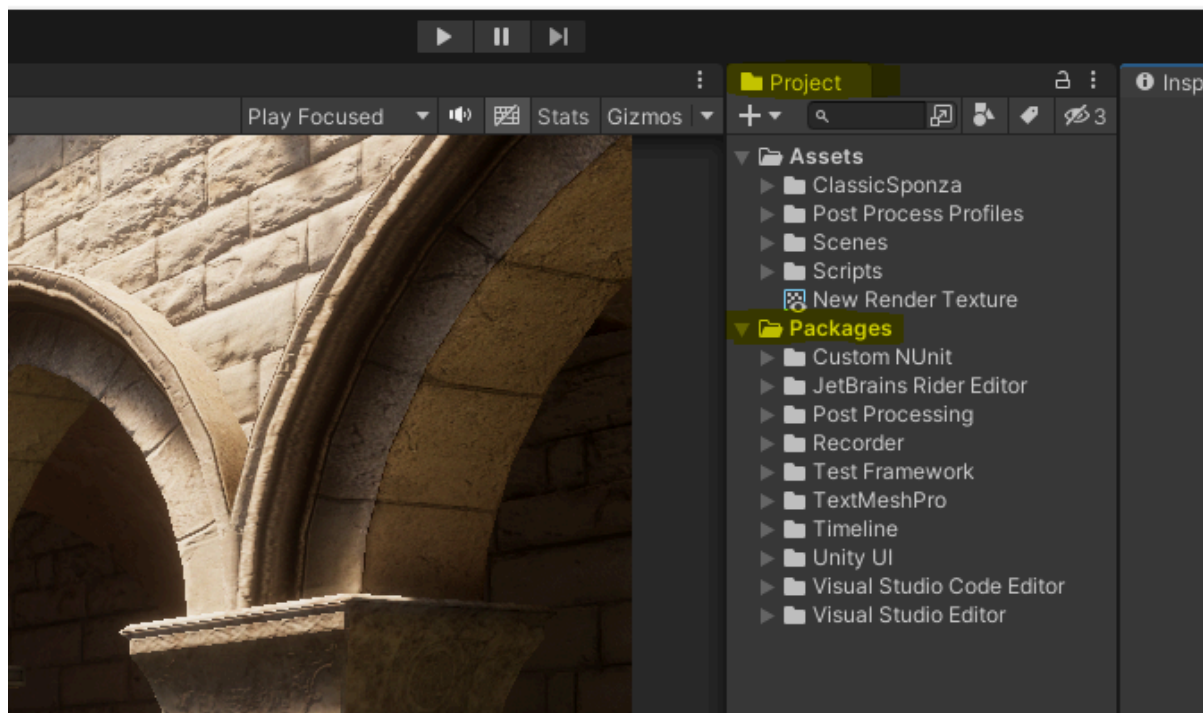 Project
Insp
Play Focused
Stats
Gizmos
3
Assets
ClassicSponza
Post Process Profiles
Scenes
Scripts
New Render Texture
Packages
Custom NUnit
JetBrains Rider Editor
Post Processing
Recorder
Test Framework
TextMeshPro
Timeline
Unity UI
Visual Studio Code Editor
Visual Studio Editor